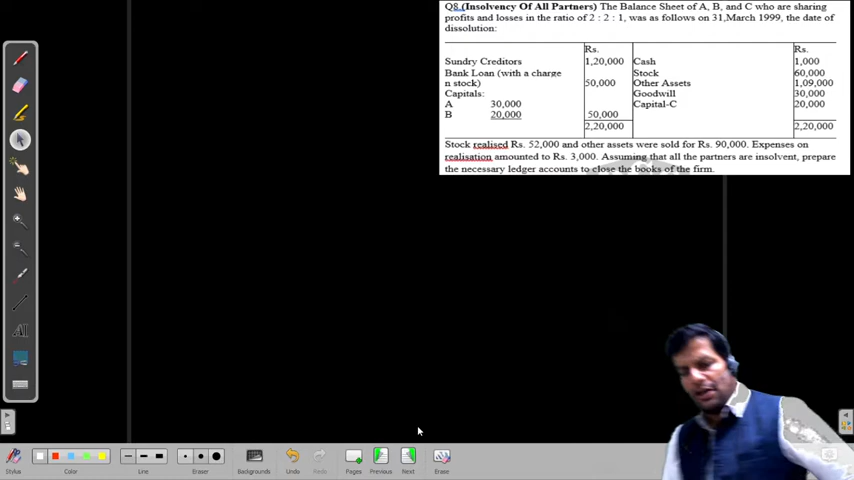 Q8.(Insolvency Of All Partners) The Balance Sheet of A, B, and C who are sharing
profits and losses in the ratio of 2 : 2 : 1, was as follows on 31,March 1999, the date of
dissolution:
Rs. Rs.
Sundry Creditors 1,20,000 Cash 1,000
Bank Loan (with a charge Stock 60,000
n stock) 50,000 Other Assets 1,09,000
Capitals: Goodwill 30,000
A 30,000 Capital-C 20,000
B 20,000 50,000
2,20,000 2,20,000
Stock realised Rs. 52,000 and other assets were sold for Rs. 90,000. Expenses on
realisation amounted to Rs. 3,000. Assuming that all the partners are insolvent, prepare
the necessary ledger accounts to close the books of the firm.
AI
Stylus Color Line Eraser Backgrounds Undo Redo Pages Previous Next Erase